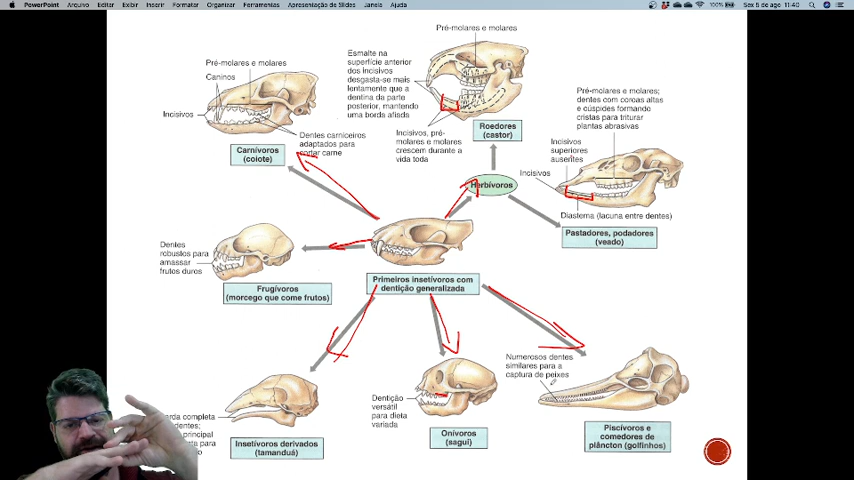 PowerPoint Arquivo Editar Exibir Inserir Formatar Organizar Ferramentas Apresentação de Slides Janela Ajuda
100%
Sex 5 de ago 11:40
Pré-molares e molares
Caninos
Incisivos
Dentes carniceiros
adaptados para
cortar carne
Carnívoros
(coiote)
Esmalte na
superfície anterior
dos incisivos
desgasta-se mais
lentamente que a
dentina da parte
posterior, mantendo
uma borda afiada
Pré-molares e molares
Incisivos, pré-
molares e molares
crescem durante a
vida toda
Roedores
(castor)
Pré-molares e molares;
dentes com coroas altas
e cúspides formando
cristas para triturar
plantas abrasivas
Incisivos
superiores
ausentes
Incisivos
Diastema (lacuna entre dentes)
Pastadores, podadores
(veado)
Herbívoros
Dentes
robustos para
amassar
frutos duros
Frugívoros
(morcego que come frutos)
Primeiros insetívoros com
dentição generalizada
completa
dentes;
principal
para
Insetívoros derivados
(tamanduá)
Dentição
versátil
para dieta
variada
Onívoros
(sagui)
Numerosos dentes
similares para a
captura de peixes
Piscívoros e
comedores de
plâncton (golfinhos)